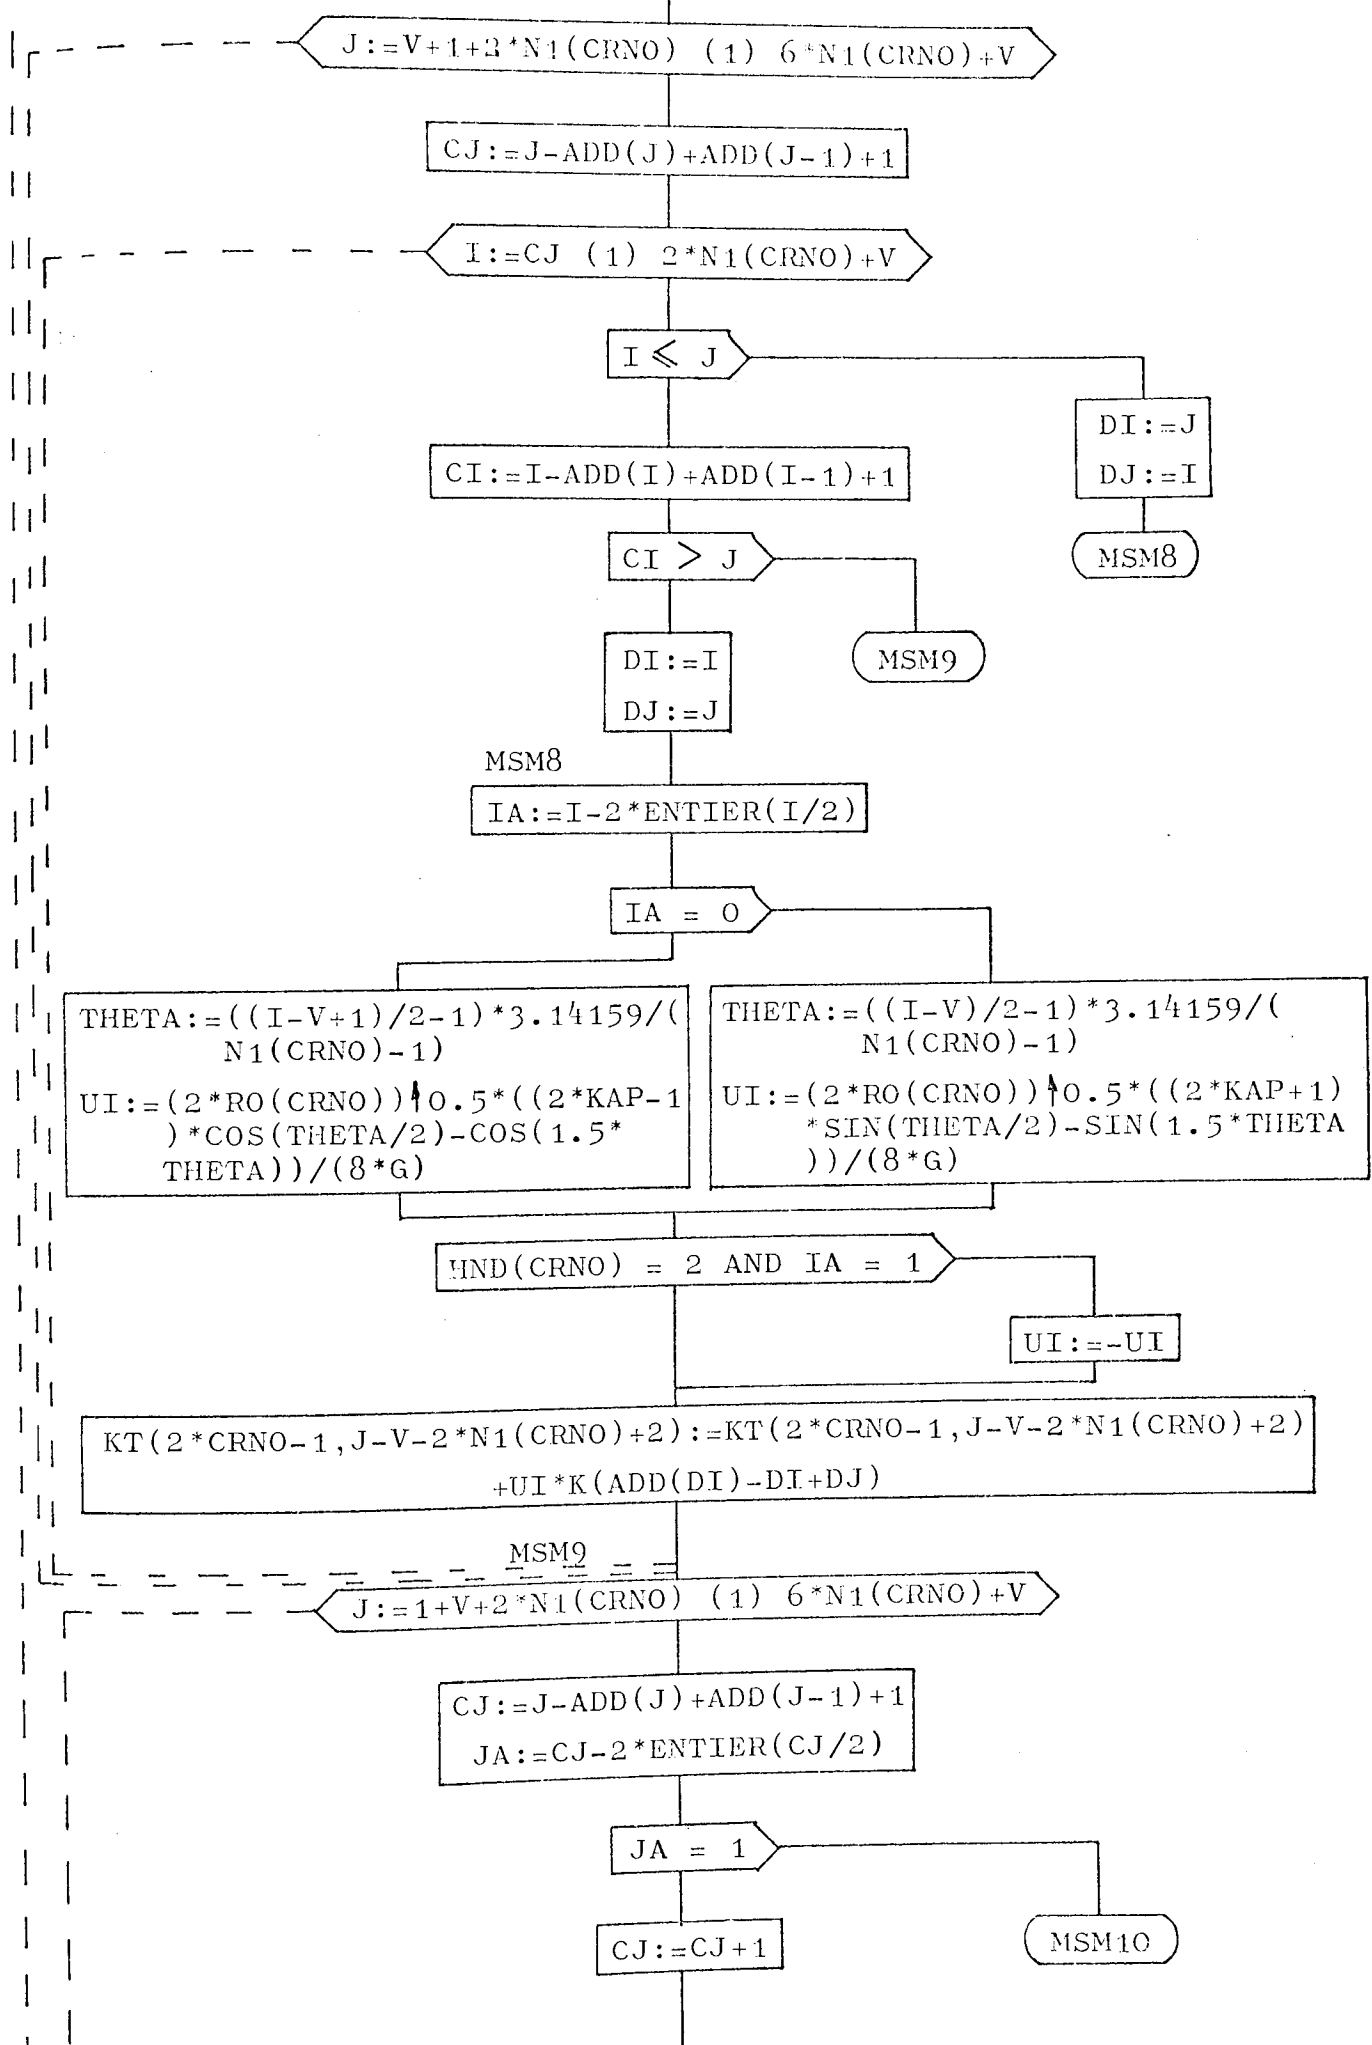 J:=V+1+2*N1(CRNO) (1) 6*N1(CRNO)+V
CJ:=J-ADD(J)+ADD(J-1)+1
I:=CJ (1) 2*N1(CRNO)+V
I ⩽ J
DI:=J
DJ:=I
MSM8
CI:=I-ADD(I)+ADD(I-1)+1
CI > J
MSM9
DI:=I
DJ:=J
MSM8
IA:=I-2*ENTIER(I/2)
IA = 0
THETA:=((I-V+1)/2-1)*3.14159/(
N1(CRNO)-1)
UI:=(2*RO(CRNO))↑0.5*((2*KAP-1
)*COS(THETA/2)-COS(1.5*
THETA))/(8*G)
THETA:=((I-V)/2-1)*3.14159/(
N1(CRNO)-1)
UI:=(2*RO(CRNO))↑0.5*((2*KAP+1)
*SIN(THETA/2)-SIN(1.5*THETA
))/(8*G)
HND(CRNO) = 2 AND IA = 1
UI:=-UI
KT(2*CRNO-1,J-V-2*N1(CRNO)+2):=KT(2*CRNO-1,J-V-2*N1(CRNO)+2)
+UI*K(ADD(DI)-DI+DJ)
MSM9
J:=1+V+2*N1(CRNO) (1) 6*N1(CRNO)+V
CJ:=J-ADD(J)+ADD(J-1)+1
JA:=CJ-2*ENTIER(CJ/2)
JA = 1
CJ:=CJ+1
MSM10